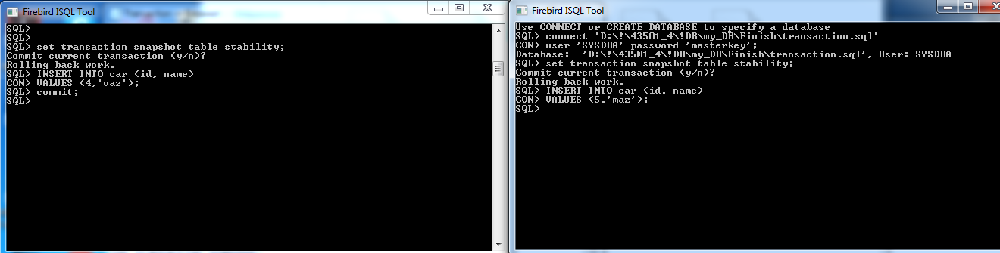 Firebird ISQL Tool
SQL>
SQL>
SQL> set transaction snapshot table stability;
Commit current transaction (y/n)?
Rolling back work.
SQL> INSERT INTO car (id, name)
CON> VALUES (4,'vaz');
SQL> commit;
SQL>
Firebird ISQL Tool
Use CONNECT or CREATE DATABASE to specify a database
SQL> connect 'D:\!\43501_4\!DB\my_DB\Finish\transaction.sql'
CON> user 'SYSDBA' password 'masterkey';
Database:  'D:\!\43501_4\!DB\my_DB\Finish\transaction.sql', User: SYSDBA
SQL> set transaction snapshot table stability;
Commit current transaction (y/n)?
Rolling back work.
SQL> INSERT INTO car (id, name)
CON> VALUES (5,'maz');
SQL>